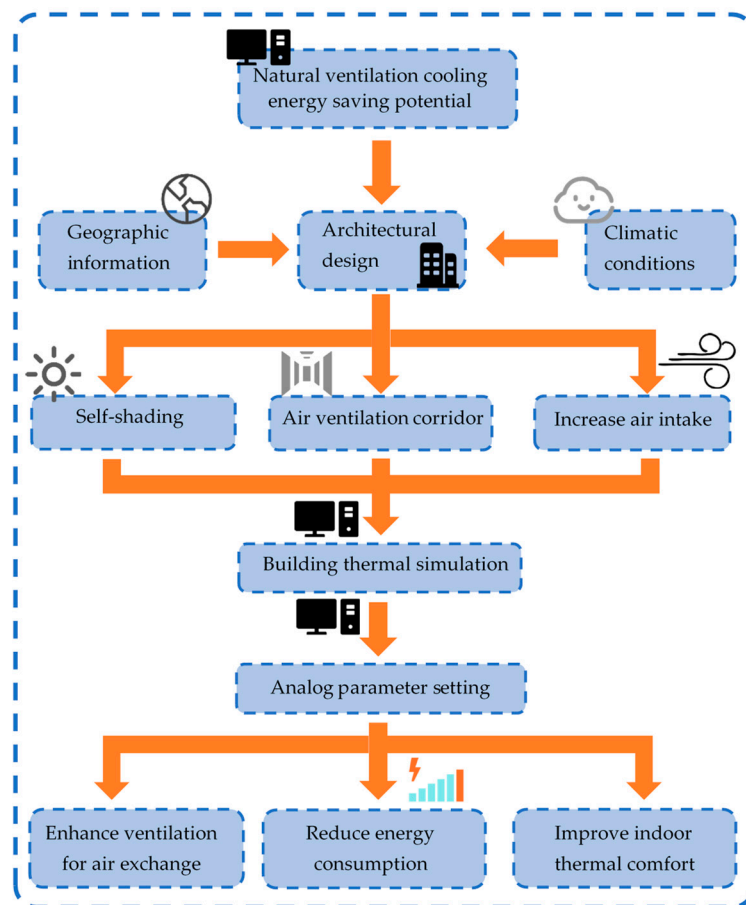 Natural ventilation cooling
energy saving potential
Geographic
information
Architectural
design
Climatic
conditions
Self-shading
Air ventilation corridor
Increase air intake
Building thermal simulation
Analog parameter setting
Enhance ventilation
for air exchange
Reduce energy
consumption
Improve indoor
thermal comfort